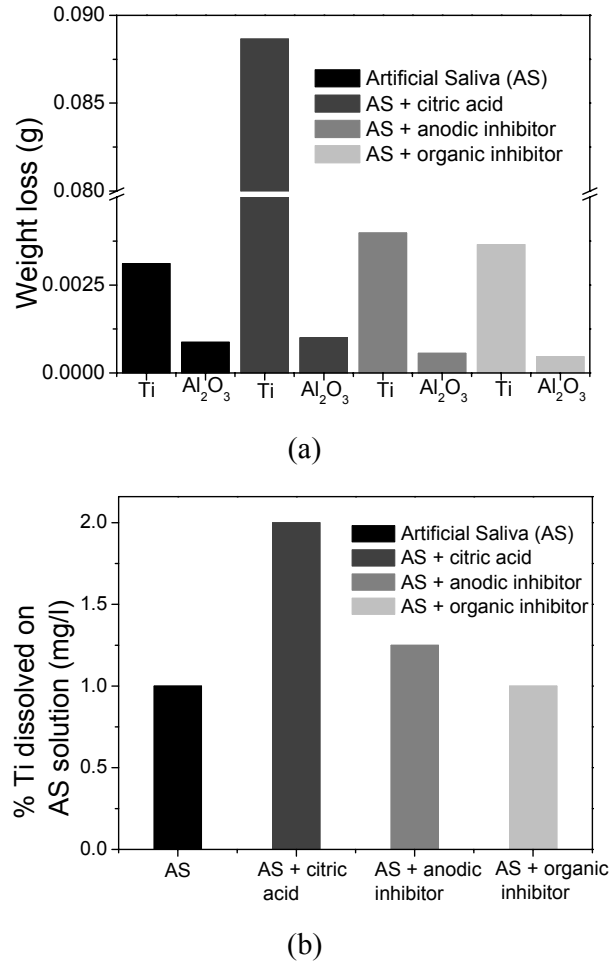 0.090
0.085
0.080
0.0025
0.0000
Weight loss (g)
Artificial Saliva (AS)
AS + citric acid
AS + anodic inhibitor
AS + organic inhibitor
Ti Al₂O₃ Ti Al₂O₃ Ti Al₂O₃ Ti Al₂O₃
(a)
2.0
1.5
1.0
0.5
0.0
% Ti dissolved on
AS solution (mg/l)
Artificial Saliva (AS)
AS + citric acid
AS + anodic inhibitor
AS + organic inhibitor
AS
AS + citric
acid
AS + anodic
inhibitor
AS + organic
inhibitor
(b)